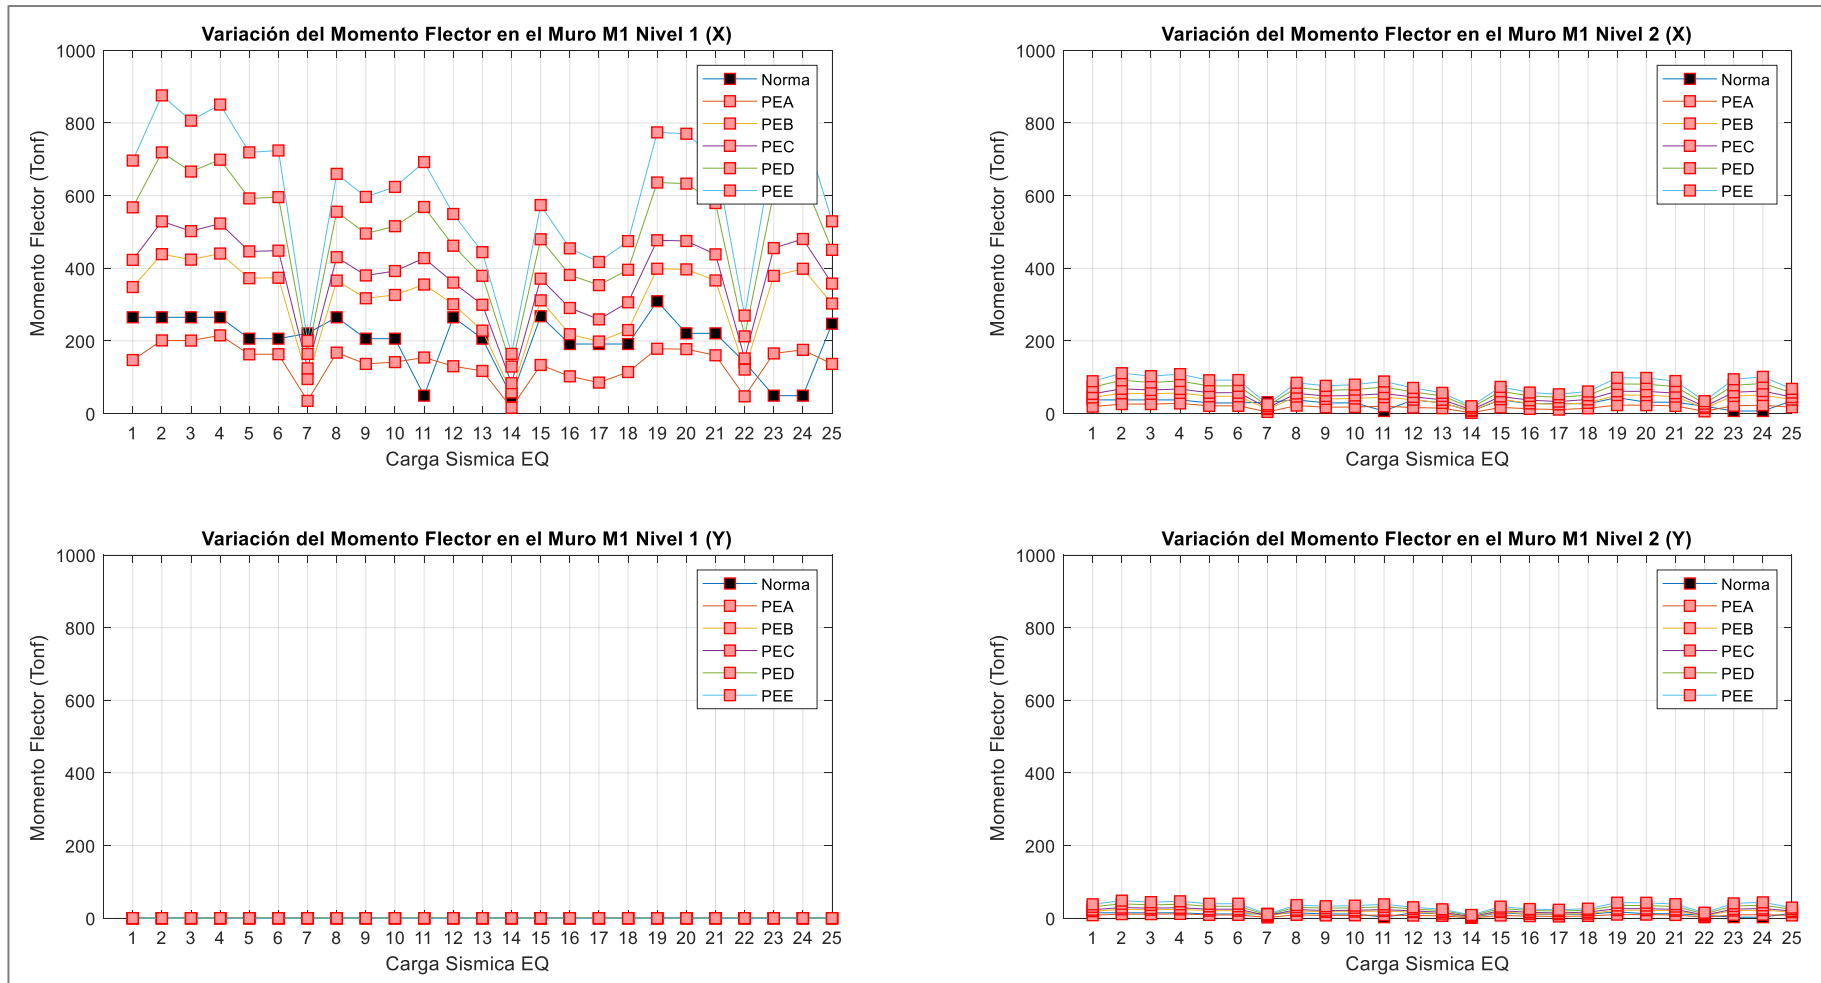 Variación del Momento Flector en el Muro M1 Nivel 1 (X)
1000
800
600
400
200
0
Momento Flector (Tonf)
1 2 3 4 5 6 7 8 9 10 11 12 13 14 15 16 17 18 19 20 21 22 23 24 25
Carga Sismica EQ
Norma
PEA
PEB
PEC
PED
PEE
Variación del Momento Flector en el Muro M1 Nivel 2 (X)
1000
800
600
400
200
0
Momento Flector (Tonf)
1 2 3 4 5 6 7 8 9 10 11 12 13 14 15 16 17 18 19 20 21 22 23 24 25
Carga Sismica EQ
Norma
PEA
PEB
PEC
PED
PEE
Variación del Momento Flector en el Muro M1 Nivel 1 (Y)
1000
800
600
400
200
0
Momento Flector (Tonf)
1 2 3 4 5 6 7 8 9 10 11 12 13 14 15 16 17 18 19 20 21 22 23 24 25
Carga Sismica EQ
Norma
PEA
PEB
PEC
PED
PEE
Variación del Momento Flector en el Muro M1 Nivel 2 (Y)
1000
800
600
400
200
0
Momento Flector (Tonf)
1 2 3 4 5 6 7 8 9 10 11 12 13 14 15 16 17 18 19 20 21 22 23 24 25
Carga Sismica EQ
Norma
PEA
PEB
PEC
PED
PEE